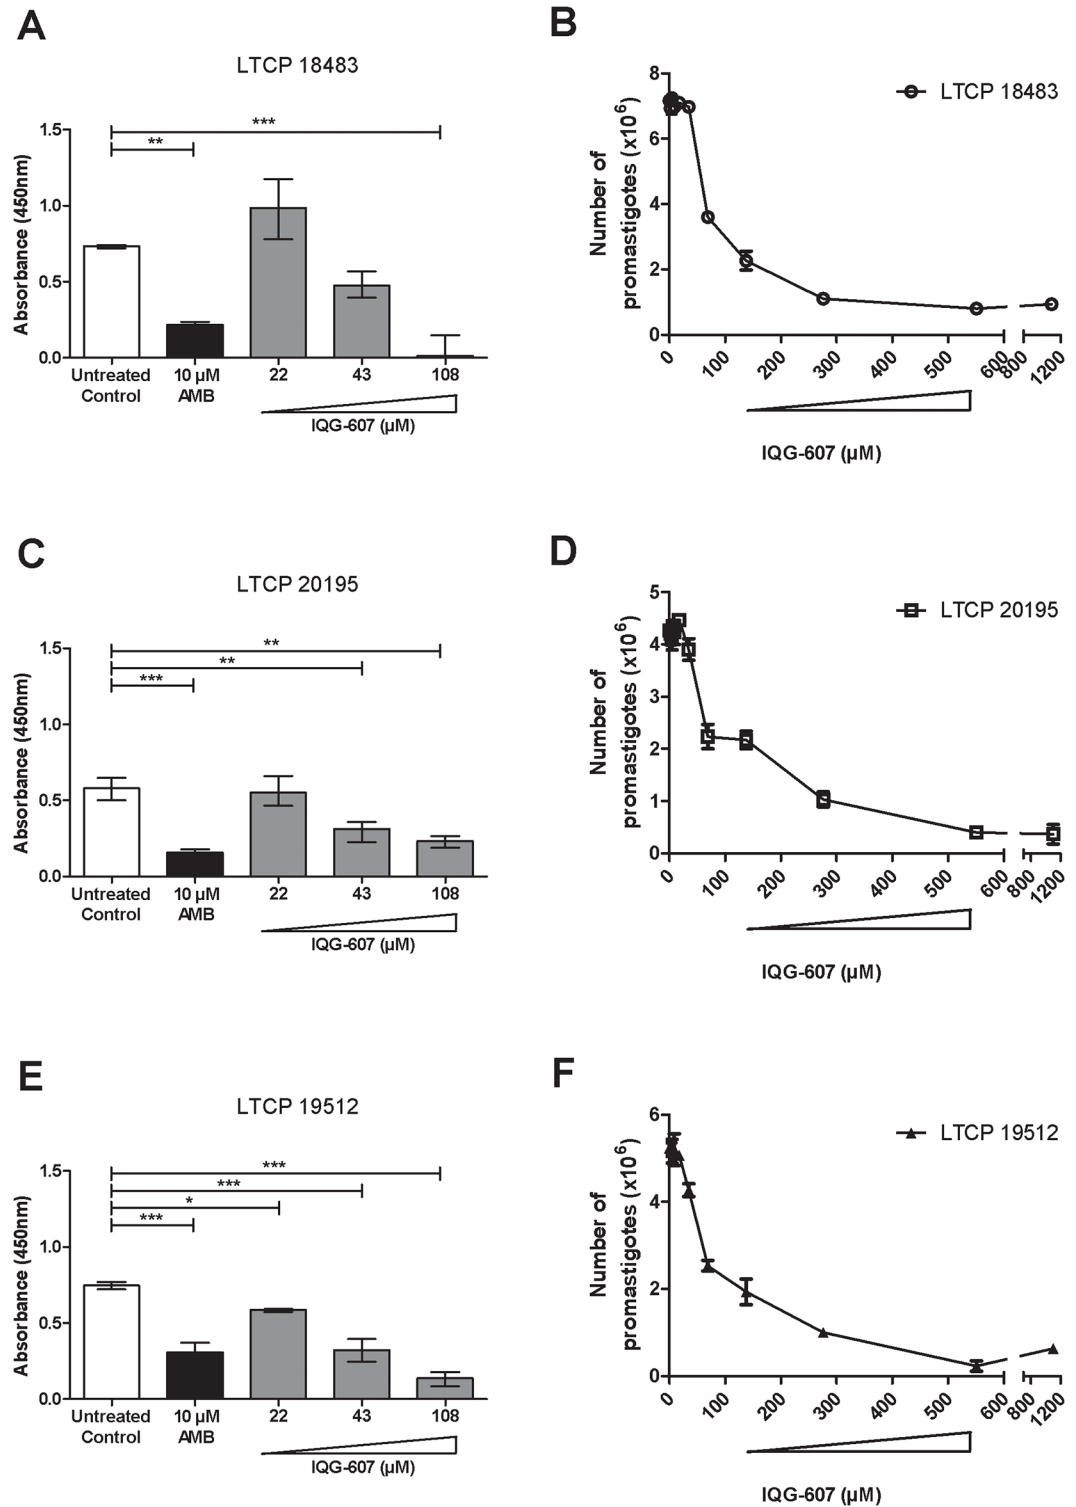 A
LTCP 18483
***
**
Absorbance (450nm)
1.5
1.0
0.5
0.0
Untreated Control
10 µM AMB
22
43
108
IQG-607 (µM)
B
LTCP 18483
Number of promastigotes (x10⁶)
8
6
4
2
0
0
100
200
300
400
500
600
800
1200
IQG-607 (µM)
C
LTCP 20195
**
**
***
Absorbance (450nm)
1.5
1.0
0.5
0.0
Untreated Control
10 µM AMB
22
43
108
IQG-607 (µM)
D
LTCP 20195
Number of promastigotes (x10⁶)
5
4
3
2
1
0
0
100
200
300
400
500
600
800
1200
IQG-607 (µM)
E
LTCP 19512
***
***
*
***
Absorbance (450nm)
1.5
1.0
0.5
0.0
Untreated Control
10 µM AMB
22
43
108
IQG-607 (µM)
F
LTCP 19512
Number of promastigotes (x10⁶)
6
4
2
0
0
100
200
300
400
500
600
800
1200
IQG-607 (µM)